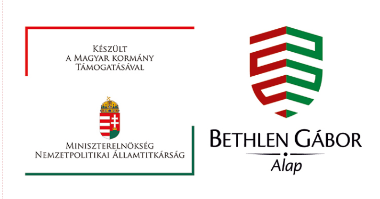 Készült
a Magyar kormány
Támogatásával
Miniszterelnökség
Nemzetpolitikai Államtitkárság
Bethlen Gábor
Alap